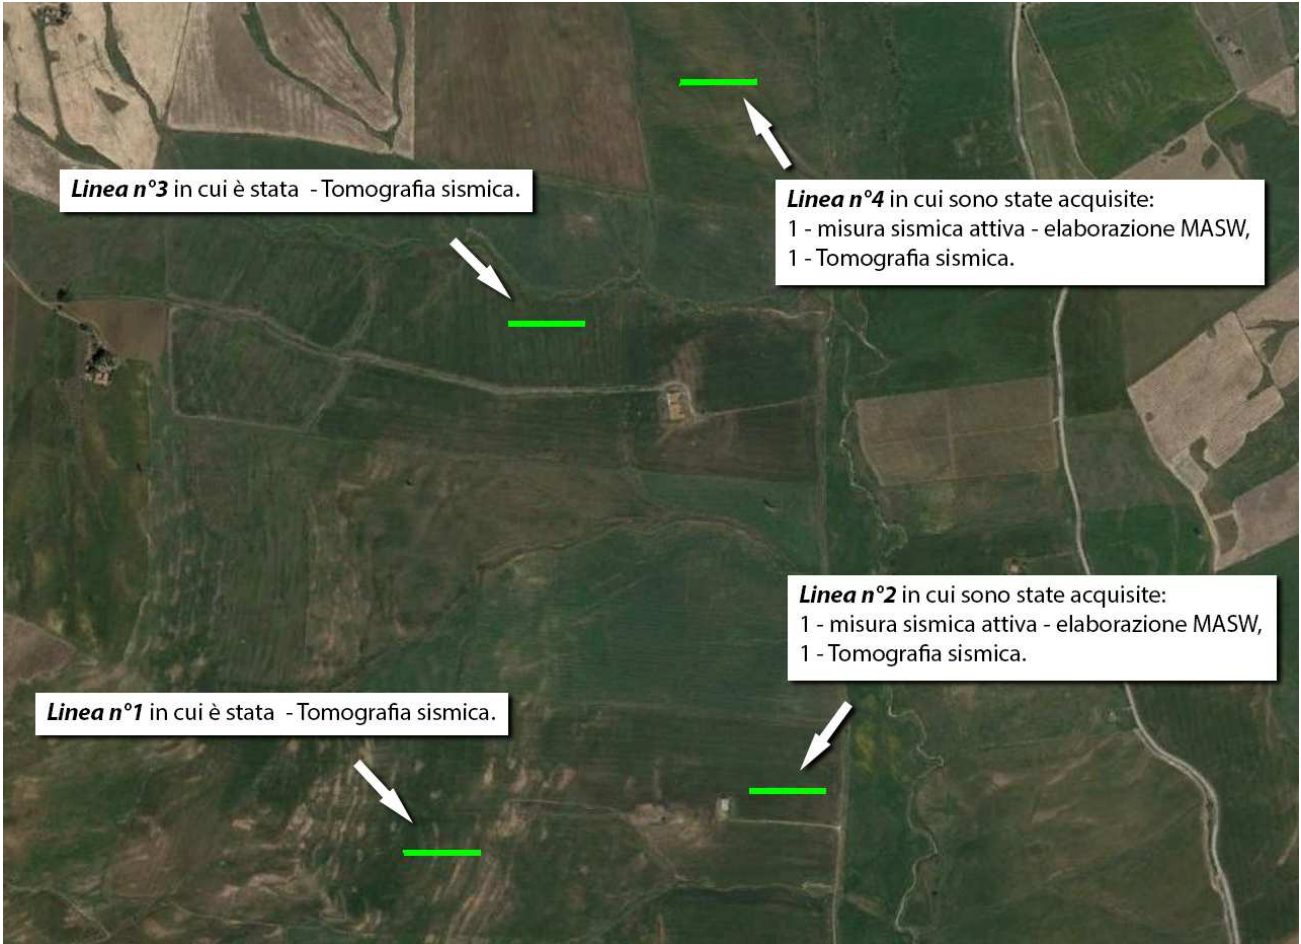 Linea n°3 in cui è stata - Tomografia sismica.
Linea n°4 in cui sono state acquisite:
1 - misura sismica attiva - elaborazione MASW,
1 - Tomografia sismica.
Linea n°2 in cui sono state acquisite:
1 - misura sismica attiva - elaborazione MASW,
1 - Tomografia sismica.
Linea n°1 in cui è stata - Tomografia sismica.